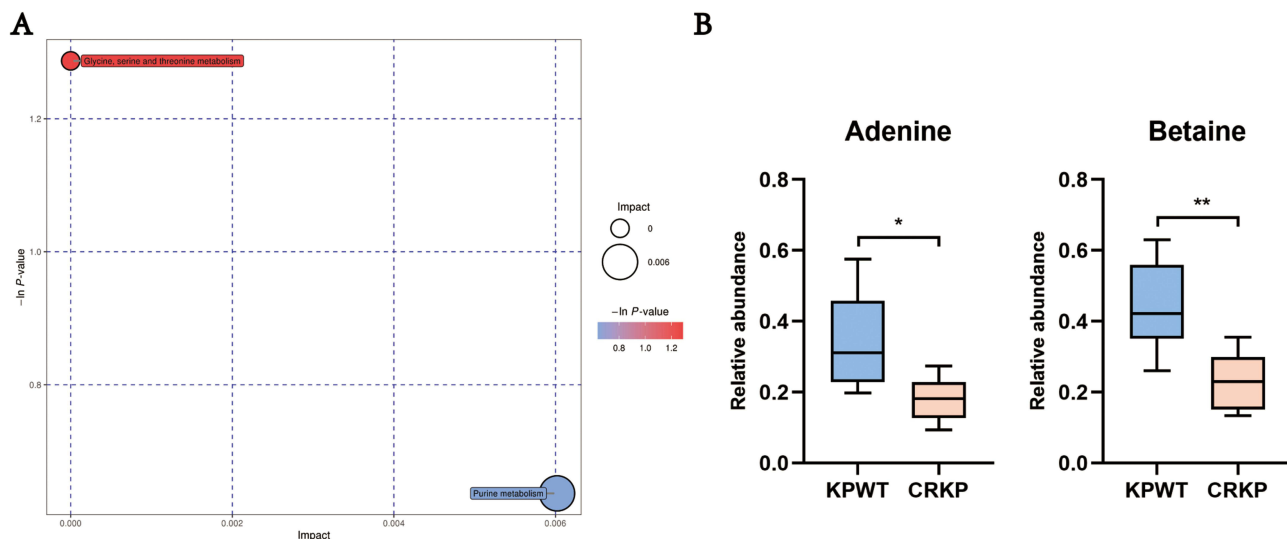 A
Glycine, serine and threonine metabolism
1.2
1.0
0.8
−ln P-value
Purine metabolism
0.000
0.002
0.004
0.006
Impact
Impact
0
0.006
−ln P-value
0.8
1.0
1.2
B
Adenine
Relative abundance
0.8
0.6
0.4
0.2
0.0
*
KPWT
CRKP
Betaine
Relative abundance
0.8
0.6
0.4
0.2
0.0
**
KPWT
CRKP